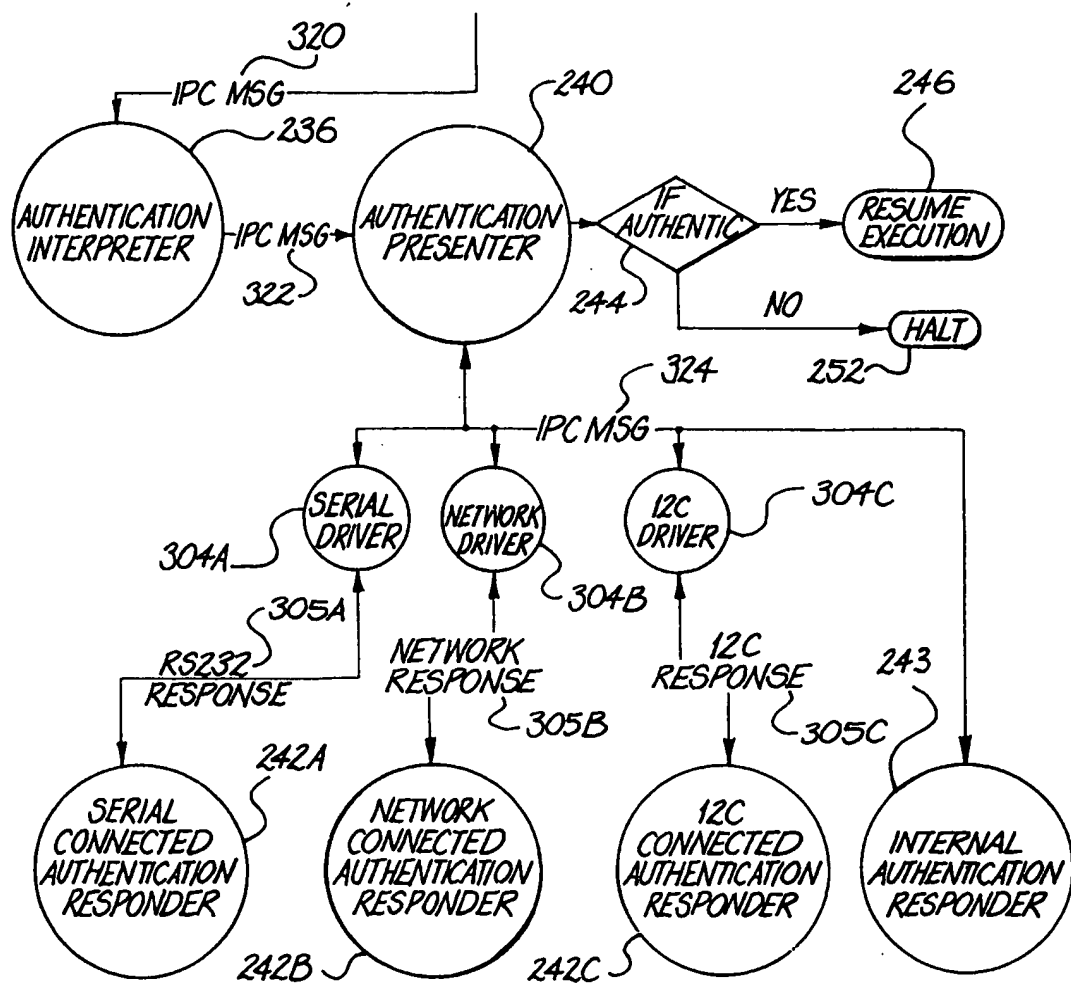 320
IPC MSG
240
246
236
AUTHENTICATION
INTERPRETER
IPC MSG
322
AUTHENTICATION
PRESENTER
IF
AUTHENTIC
244
YES
RESUME
EXECUTION
NO
HALT
252
324
IPC MSG
SERIAL
DRIVER
304A
NETWORK
DRIVER
304B
12C
DRIVER
304C
305A
RS232
RESPONSE
NETWORK
RESPONSE
305B
12C
RESPONSE
305C
243
242A
SERIAL
CONNECTED
AUTHENTICATION
RESPONDER
NETWORK
CONNECTED
AUTHENTICATION
RESPONDER
242B
12C
CONNECTED
AUTHENTICATION
RESPONDER
242C
INTERNAL
AUTHENTICATION
RESPONDER